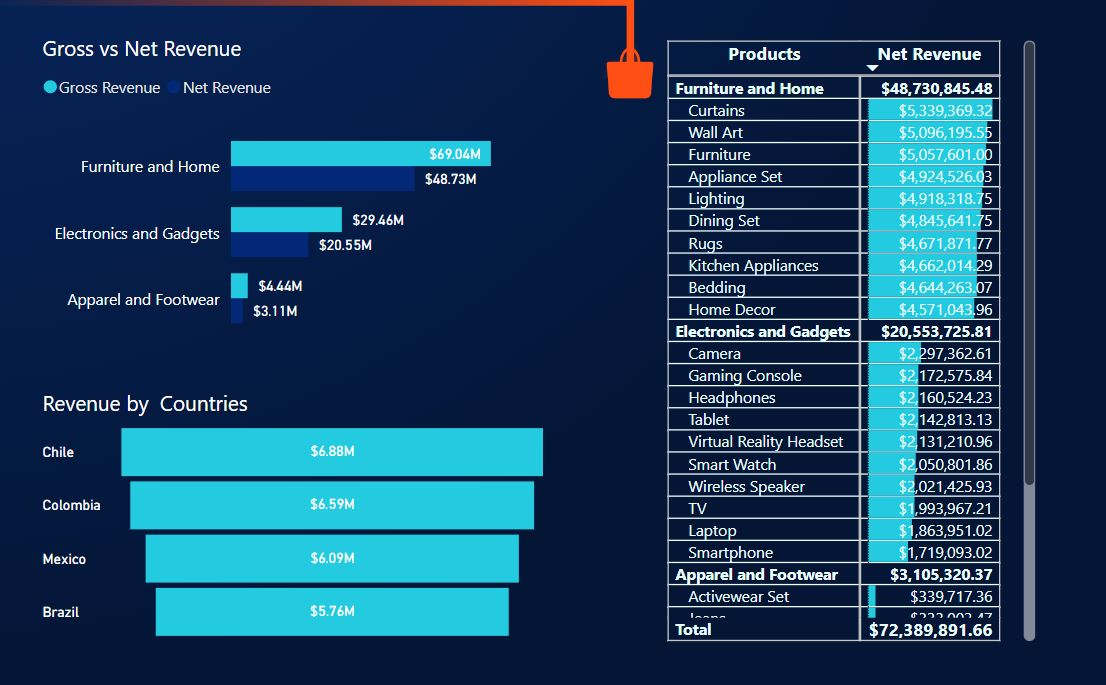 Gross vs Net Revenue
Gross Revenue Net Revenue
Furniture and Home
$69.04M
$48.73M
Electronics and Gadgets
$29.46M
$20.55M
Apparel and Footwear
$4.44M
$3.11M
Revenue by Countries
Chile $6.88M
Colombia $6.59M
Mexico $6.09M
Brazil $5.76M
Products Net Revenue
Furniture and Home $48,730,845.48
Curtains $5,339,369.32
Wall Art $5,096,195.55
Furniture $5,057,601.00
Appliance Set $4,924,526.03
Lighting $4,918,318.75
Dining Set $4,845,641.75
Rugs $4,671,871.77
Kitchen Appliances $4,662,014.29
Bedding $4,644,263.07
Home Decor $4,571,043.96
Electronics and Gadgets $20,553,725.81
Camera $2,297,362.61
Gaming Console $2,172,575.84
Headphones $2,160,524.23
Tablet $2,142,813.13
Virtual Reality Headset $2,131,210.96
Smart Watch $2,050,801.86
Wireless Speaker $2,021,425.93
TV $1,993,967.21
Laptop $1,863,951.02
Smartphone $1,719,093.02
Apparel and Footwear $3,105,320.37
Activewear Set $339,717.36
Total $72,389,891.66